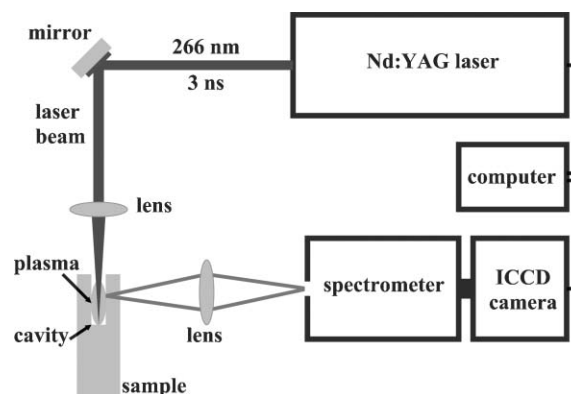 mirror
266 nm
3 ns
Nd:YAG laser
laser
beam
computer
lens
plasma
spectrometer
ICCD
camera
cavity
lens
sample